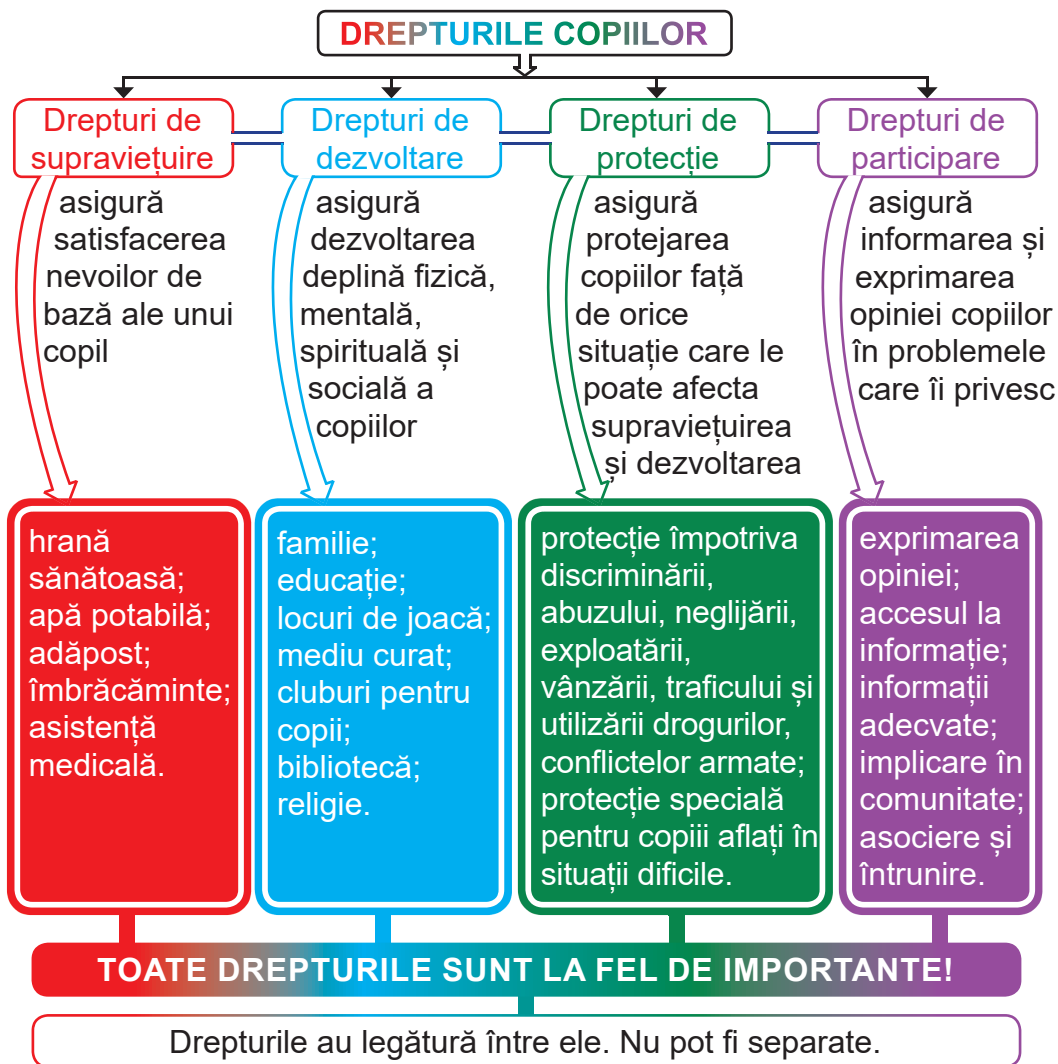 DREPTURILE COPIILOR
Drepturi de
supraviețuire
asigură
satisfacerea
nevoilor de
bază ale unui
copil
hrană
sănătoasă;
apă potabilă;
adăpost;
îmbrăcăminte;
asistență
medicală.
Drepturi de
dezvoltare
asigură
dezvoltarea
deplină fizică,
mentală,
spirituală și
socială a
copiilor
familie;
educație;
locuri de joacă;
mediu curat;
cluburi pentru
copii;
bibliotecă;
religie.
Drepturi de
protecție
asigură
protejarea
copiilor față
de orice
situație care le
poate afecta
supraviețuirea
și dezvoltarea
protecție împotriva
discriminării,
abuzului, neglijării,
exploatării,
vânzării, traficului și
utilizării drogurilor,
conflictelor armate;
protecție specială
pentru copiii aflați în
situații dificile.
Drepturi de
participare
asigură
informarea și
exprimarea
opiniei copiilor
în problemele
care îi privesc
exprimarea
opiniei;
accesul la
informație;
informații
adecvate;
implicare în
comunitate;
asociere și
întrunire.
TOATE DREPTURILE SUNT LA FEL DE IMPORTANTE!
Drepturile au legătură între ele. Nu pot fi separate.